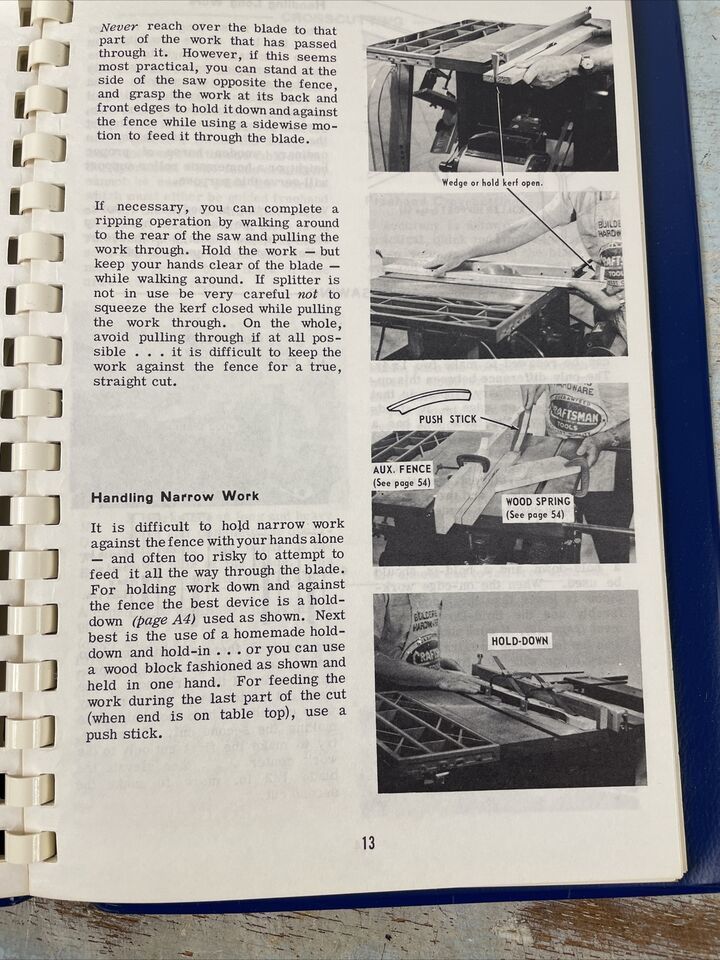 Never reach over the blade to that
part of the work that has passed
through it. However, if this seems
most practical, you can stand at the
side of the saw opposite the fence,
and grasp the work at its back and
front edges to hold it down and against
the fence while using a sidewise mo-
tion to feed it through the blade.
If necessary, you can complete a
ripping operation by walking around
to the rear of the saw and pulling the
work through. Hold the work — but
keep your hands clear of the blade —
while walking around. If splitter is
not in use be very careful not to
squeeze the kerf closed while pulling
the work through. On the whole,
avoid pulling through if at all pos-
sible . . . it is difficult to keep the
work against the fence for a true,
straight cut.
Handling Narrow Work
It is difficult to hold narrow work
against the fence with your hands alone
— and often too risky to attempt to
feed it all the way through the blade.
For holding work down and against
the fence the best device is a hold-
down (page A4) used as shown. Next
best is the use of a homemade hold-
down and hold-in . . . or you can use
a wood block fashioned as shown and
held in one hand. For feeding the
work during the last part of the cut
(when end is on table top), use a
push stick.
Wedge or hold kerf open.
BUILDE
HARDW
TOOL
PUSH STICK
DWARE
CRAFTSMAN
TOOLS
AUX. FENCE
(See page 54)
WOOD SPRING
(See page 54)
BUILDER
HARDWA
CRAFTS
HOLD-DOWN
13